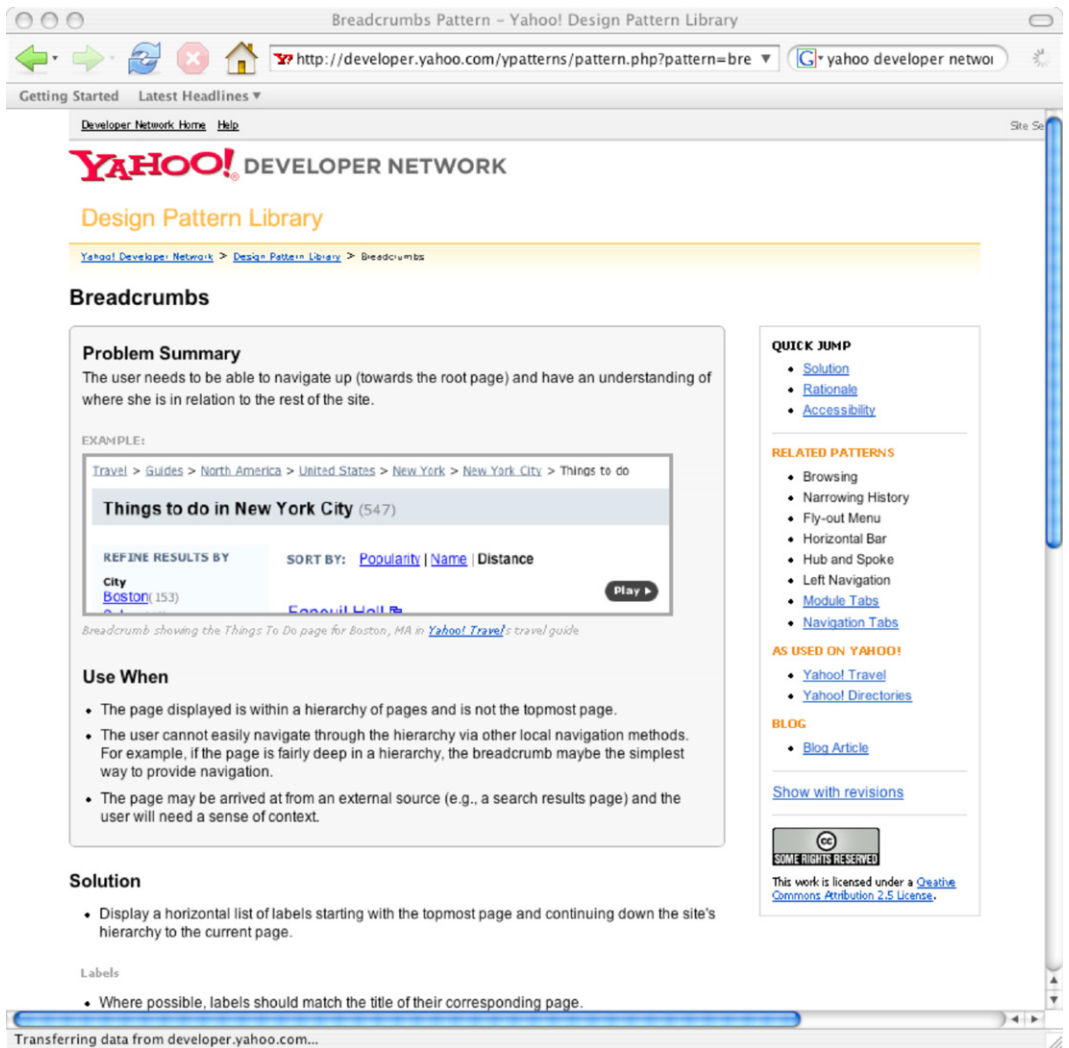 Breadcrumbs Pattern – Yahoo! Design Pattern Library
http://developer.yahoo.com/ypatterns/pattern.php?pattern=bre
yahoo developer networ
Getting Started Latest Headlines
Developer Network Home Help
Site Se
YAHOO! DEVELOPER NETWORK
Design Pattern Library
Yahoo! Developer Network > Design Pattern Library > Breadcrumbs
Breadcrumbs
Problem Summary
The user needs to be able to navigate up (towards the root page) and have an understanding of
where she is in relation to the rest of the site.
EXAMPLE:
Travel > Guides > North America > United States > New York > New York City > Things to do
Things to do in New York City (547)
REFINE RESULTS BY
City
Boston(153)
SORT BY: Popularity | Name | Distance
Play
Faneuil Hall
Breadcrumb showing the Things To Do page for Boston, MA in Yahoo! Travel's travel guide
Use When
• The page displayed is within a hierarchy of pages and is not the topmost page.
• The user cannot easily navigate through the hierarchy via other local navigation methods.
For example, if the page is fairly deep in a hierarchy, the breadcrumb maybe the simplest
way to provide navigation.
• The page may be arrived at from an external source (e.g., a search results page) and the
user will need a sense of context.
Solution
• Display a horizontal list of labels starting with the topmost page and continuing down the site's
hierarchy to the current page.
Labels
• Where possible, labels should match the title of their corresponding page.
QUICK JUMP
• Solution
• Rationale
• Accessibility
RELATED PATTERNS
• Browsing
• Narrowing History
• Fly-out Menu
• Horizontal Bar
• Hub and Spoke
• Left Navigation
• Module Tabs
• Navigation Tabs
AS USED ON YAHOO!
• Yahoo! Travel
• Yahoo! Directories
BLOG
• Blog Article
Show with revisions
cc
SOME RIGHTS RESERVED
This work is licensed under a Creative
Commons Attribution 2.5 License.
Transferring data from developer.yahoo.com...